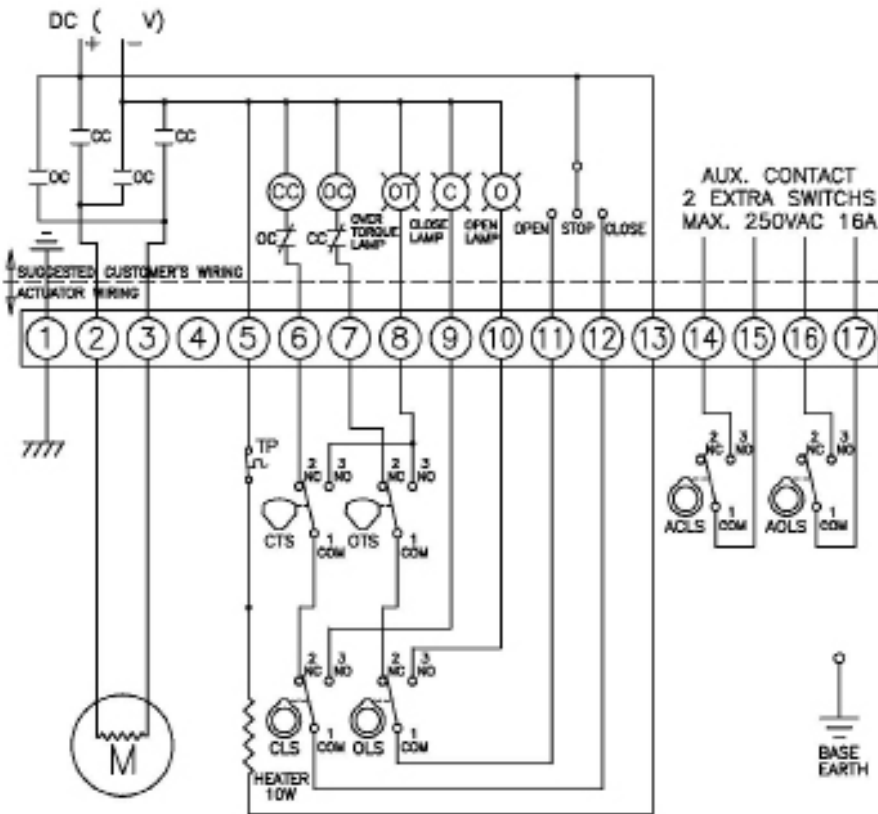 DC ( V)
+ −
CC
CC
OC
OC
CC
OC
OT
C
O
OC
CC
OVER
TORQUE
LAMP
CLOSE
LAMP
OPEN
LAMP
OPEN
STOP
CLOSE
AUX. CONTACT
2 EXTRA SWITCHS
MAX. 250VAC 16A
SUGGESTED CUSTOMER'S WIRING
ACTUATOR WIRING
1 2 3 4 5 6 7 8 9 10 11 12 13 14 15 16 17
TP
2
NC
3
NO
2
NC
3
NO
2
NC
3
NO
2
NC
3
NO
CTS
1
COM
OTS
1
COM
ACLS
1
COM
AOLS
1
COM
2
NC
3
NO
2
NC
3
NO
CLS
1
COM
OLS
1
COM
M
HEATER
10W
BASE
EARTH